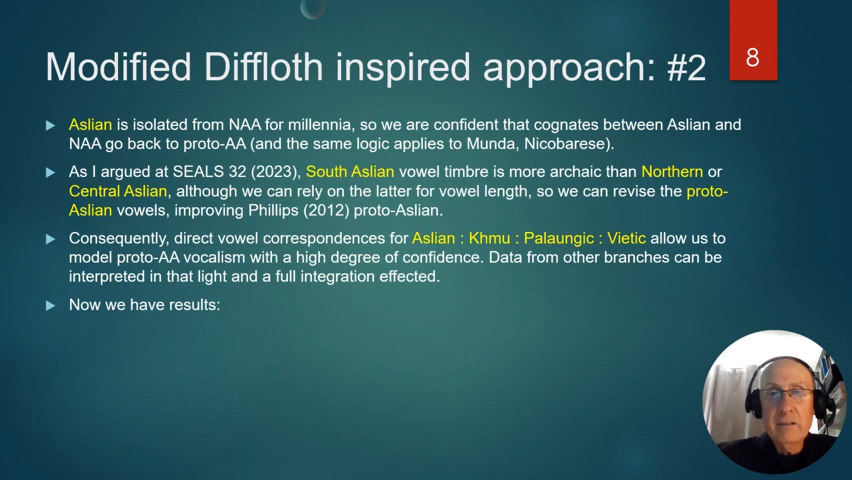 Modified Diffloth inspired approach: #2
8
Aslian is isolated from NAA for millennia, so we are confident that cognates between Aslian and
NAA go back to proto-AA (and the same logic applies to Munda, Nicobarese).
As I argued at SEALS 32 (2023), South Aslian vowel timbre is more archaic than Northern or
Central Aslian, although we can rely on the latter for vowel length, so we can revise the proto-
Aslian vowels, improving Phillips (2012) proto-Aslian.
Consequently, direct vowel correspondences for Aslian : Khmu : Palaungic : Vietic allow us to
model proto-AA vocalism with a high degree of confidence. Data from other branches can be
interpreted in that light and a full integration effected.
Now we have results: